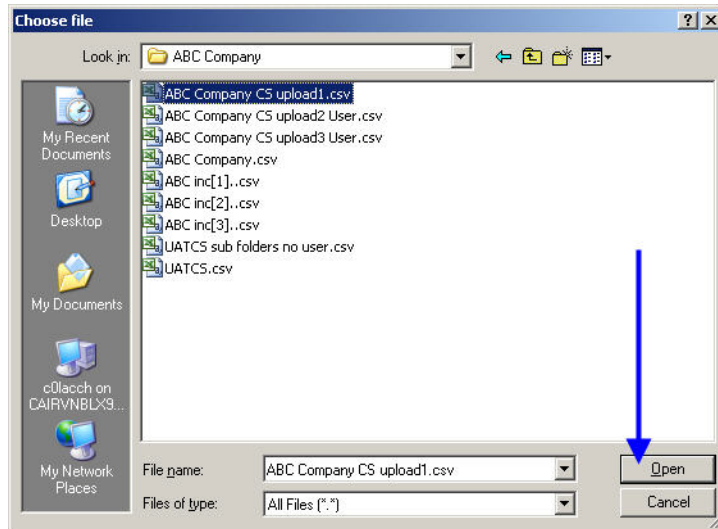 Choose file
Look in:
ABC Company
ABC Company CS upload1.csv
ABC Company CS upload2 User.csv
ABC Company CS upload3 User.csv
ABC Company.csv
ABC inc[1]..csv
ABC inc[2]..csv
ABC inc[3]..csv
UATCS sub folders no user.csv
UATCS.csv
My Recent
Documents
Desktop
My Documents
c0lacch on
CAIRVNBLX9...
My Network
Places
File name:
ABC Company CS upload1.csv
Open
Files of type:
All Files (*.*)
Cancel